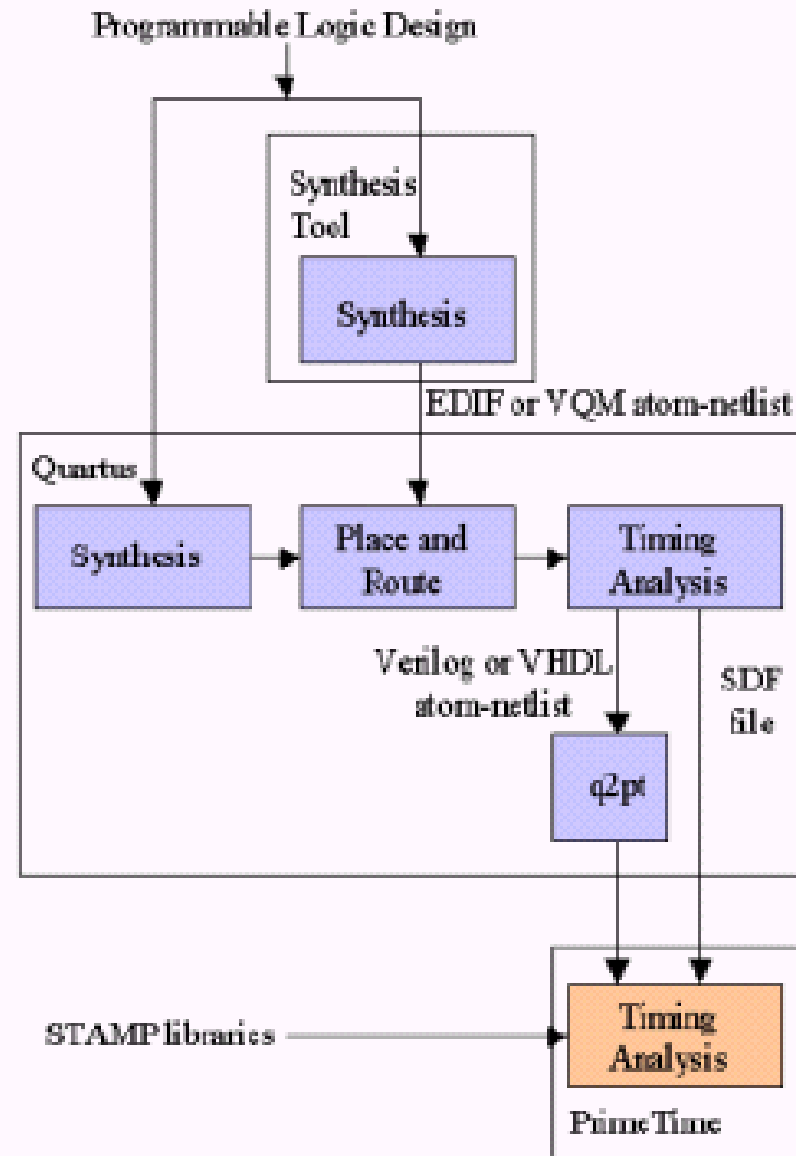 Programmable Logic Design
Synthesis
Tool
Synthesis
EDIF or VQM atom-netlist
Quartus
Synthesis
Place and
Route
Timing
Analysis
Verilog or VHDL
atom-netlist
SDF
file
q2pt
STAMP libraries
Timing
Analysis
PrimeTime